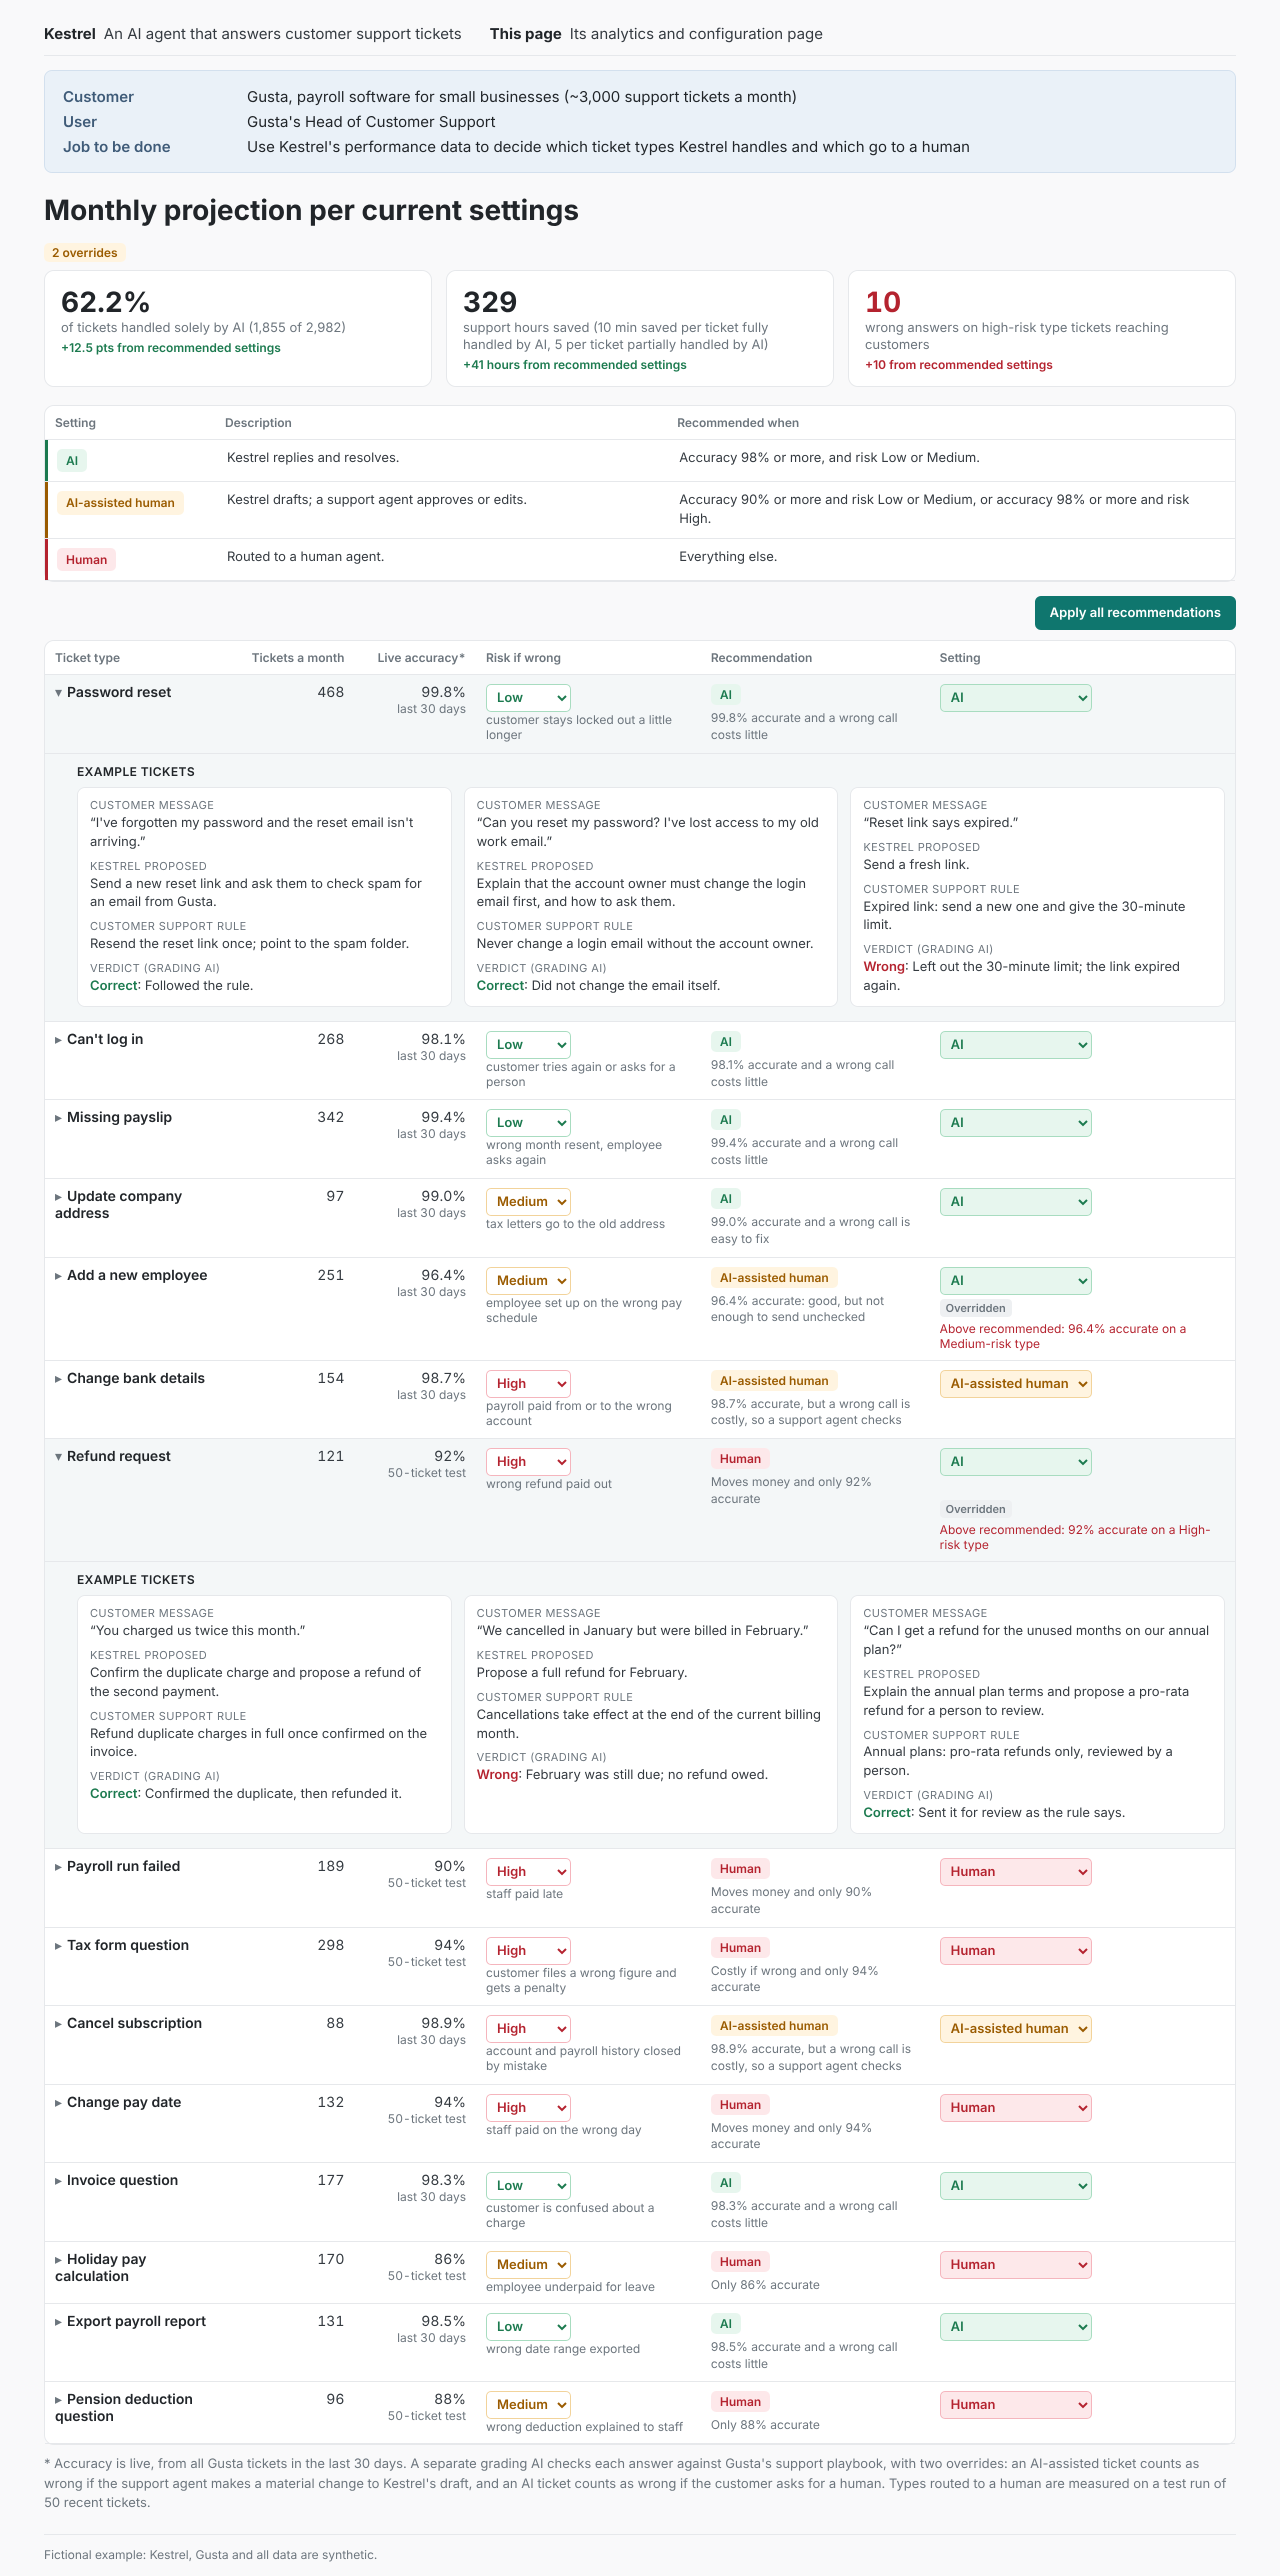 Kestrel An AI agent that answers customer support tickets This page Its analytics and configuration page
Customer Gusta, payroll software for small businesses (~3,000 support tickets a month)
User Gusta's Head of Customer Support
Job to be done Use Kestrel's performance data to decide which ticket types Kestrel handles and which go to a human
Monthly projection per current settings
2 overrides
62.2%
of tickets handled solely by AI (1,855 of 2,982)
+12.5 pts from recommended settings
329
support hours saved (10 min saved per ticket fully
handled by AI, 5 per ticket partially handled by AI)
+41 hours from recommended settings
10
wrong answers on high-risk type tickets reaching
customers
+10 from recommended settings
Setting Description Recommended when
AI Kestrel replies and resolves. Accuracy 98% or more, and risk Low or Medium.
AI-assisted human Kestrel drafts; a support agent approves or edits. Accuracy 90% or more and risk Low or Medium, or accuracy 98% or more and risk
High.
Human Routed to a human agent. Everything else.
Apply all recommendations
Ticket type Tickets a month Live accuracy* Risk if wrong Recommendation Setting
▾ Password reset 468 99.8% Low AI AI
last 30 days customer stays locked out a little 99.8% accurate and a wrong call
longer costs little
EXAMPLE TICKETS
CUSTOMER MESSAGE
“I've forgotten my password and the reset email isn't
arriving.”
KESTREL PROPOSED
Send a new reset link and ask them to check spam for
an email from Gusta.
CUSTOMER SUPPORT RULE
Resend the reset link once; point to the spam folder.
VERDICT (GRADING AI)
Correct: Followed the rule.
CUSTOMER MESSAGE
“Can you reset my password? I've lost access to my old
work email.”
KESTREL PROPOSED
Explain that the account owner must change the login
email first, and how to ask them.
CUSTOMER SUPPORT RULE
Never change a login email without the account owner.
VERDICT (GRADING AI)
Correct: Did not change the email itself.
CUSTOMER MESSAGE
“Reset link says expired.”
KESTREL PROPOSED
Send a fresh link.
CUSTOMER SUPPORT RULE
Expired link: send a new one and give the 30-minute
limit.
VERDICT (GRADING AI)
Wrong: Left out the 30-minute limit; the link expired
again.
▸ Can't log in 268 98.1% Low AI AI
last 30 days customer tries again or asks for a 98.1% accurate and a wrong call
person costs little
▸ Missing payslip 342 99.4% Low AI AI
last 30 days wrong month resent, employee 99.4% accurate and a wrong call
asks again costs little
▸ Update company 97 99.0% Medium AI AI
address last 30 days tax letters go to the old address 99.0% accurate and a wrong call is
easy to fix
▸ Add a new employee 251 96.4% Medium AI-assisted human AI
last 30 days employee set up on the wrong pay 96.4% accurate: good, but not Overridden
schedule enough to send unchecked Above recommended: 96.4% accurate on a
Medium-risk type
▸ Change bank details 154 98.7% High AI-assisted human AI-assisted human
last 30 days payroll paid from or to the wrong 98.7% accurate, but a wrong call is
account costly, so a support agent checks
▾ Refund request 121 92% High Human AI
50-ticket test wrong refund paid out Moves money and only 92%
accurate Overridden
Above recommended: 92% accurate on a High-
risk type
EXAMPLE TICKETS
CUSTOMER MESSAGE
“You charged us twice this month.”
KESTREL PROPOSED
Confirm the duplicate charge and propose a refund of
the second payment.
CUSTOMER SUPPORT RULE
Refund duplicate charges in full once confirmed on the
invoice.
VERDICT (GRADING AI)
Correct: Confirmed the duplicate, then refunded it.
CUSTOMER MESSAGE
“We cancelled in January but were billed in February.”
KESTREL PROPOSED
Propose a full refund for February.
CUSTOMER SUPPORT RULE
Cancellations take effect at the end of the current billing
month.
VERDICT (GRADING AI)
Wrong: February was still due; no refund owed.
CUSTOMER MESSAGE
“Can I get a refund for the unused months on our annual
plan?”
KESTREL PROPOSED
Explain the annual plan terms and propose a pro-rata
refund for a person to review.
CUSTOMER SUPPORT RULE
Annual plans: pro-rata refunds only, reviewed by a
person.
VERDICT (GRADING AI)
Correct: Sent it for review as the rule says.
▸ Payroll run failed 189 90% High Human Human
50-ticket test staff paid late Moves money and only 90%
accurate
▸ Tax form question 298 94% High Human Human
50-ticket test customer files a wrong figure and Costly if wrong and only 94%
gets a penalty accurate
▸ Cancel subscription 88 98.9% High AI-assisted human AI-assisted human
last 30 days account and payroll history closed 98.9% accurate, but a wrong call is
by mistake costly, so a support agent checks
▸ Change pay date 132 94% High Human Human
50-ticket test staff paid on the wrong day Moves money and only 94%
accurate
▸ Invoice question 177 98.3% Low AI AI
last 30 days customer is confused about a 98.3% accurate and a wrong call
charge costs little
▸ Holiday pay 170 86% Medium Human Human
calculation 50-ticket test employee underpaid for leave Only 86% accurate
▸ Export payroll report 131 98.5% Low AI AI
last 30 days wrong date range exported 98.5% accurate and a wrong call
costs little
▸ Pension deduction 96 88% Medium Human Human
question 50-ticket test wrong deduction explained to staff Only 88% accurate
* Accuracy is live, from all Gusta tickets in the last 30 days. A separate grading AI checks each answer against Gusta's support playbook, with two overrides: an AI-assisted ticket counts as
wrong if the support agent makes a material change to Kestrel's draft, and an AI ticket counts as wrong if the customer asks for a human. Types routed to a human are measured on a test run of
50 recent tickets.
Fictional example: Kestrel, Gusta and all data are synthetic.